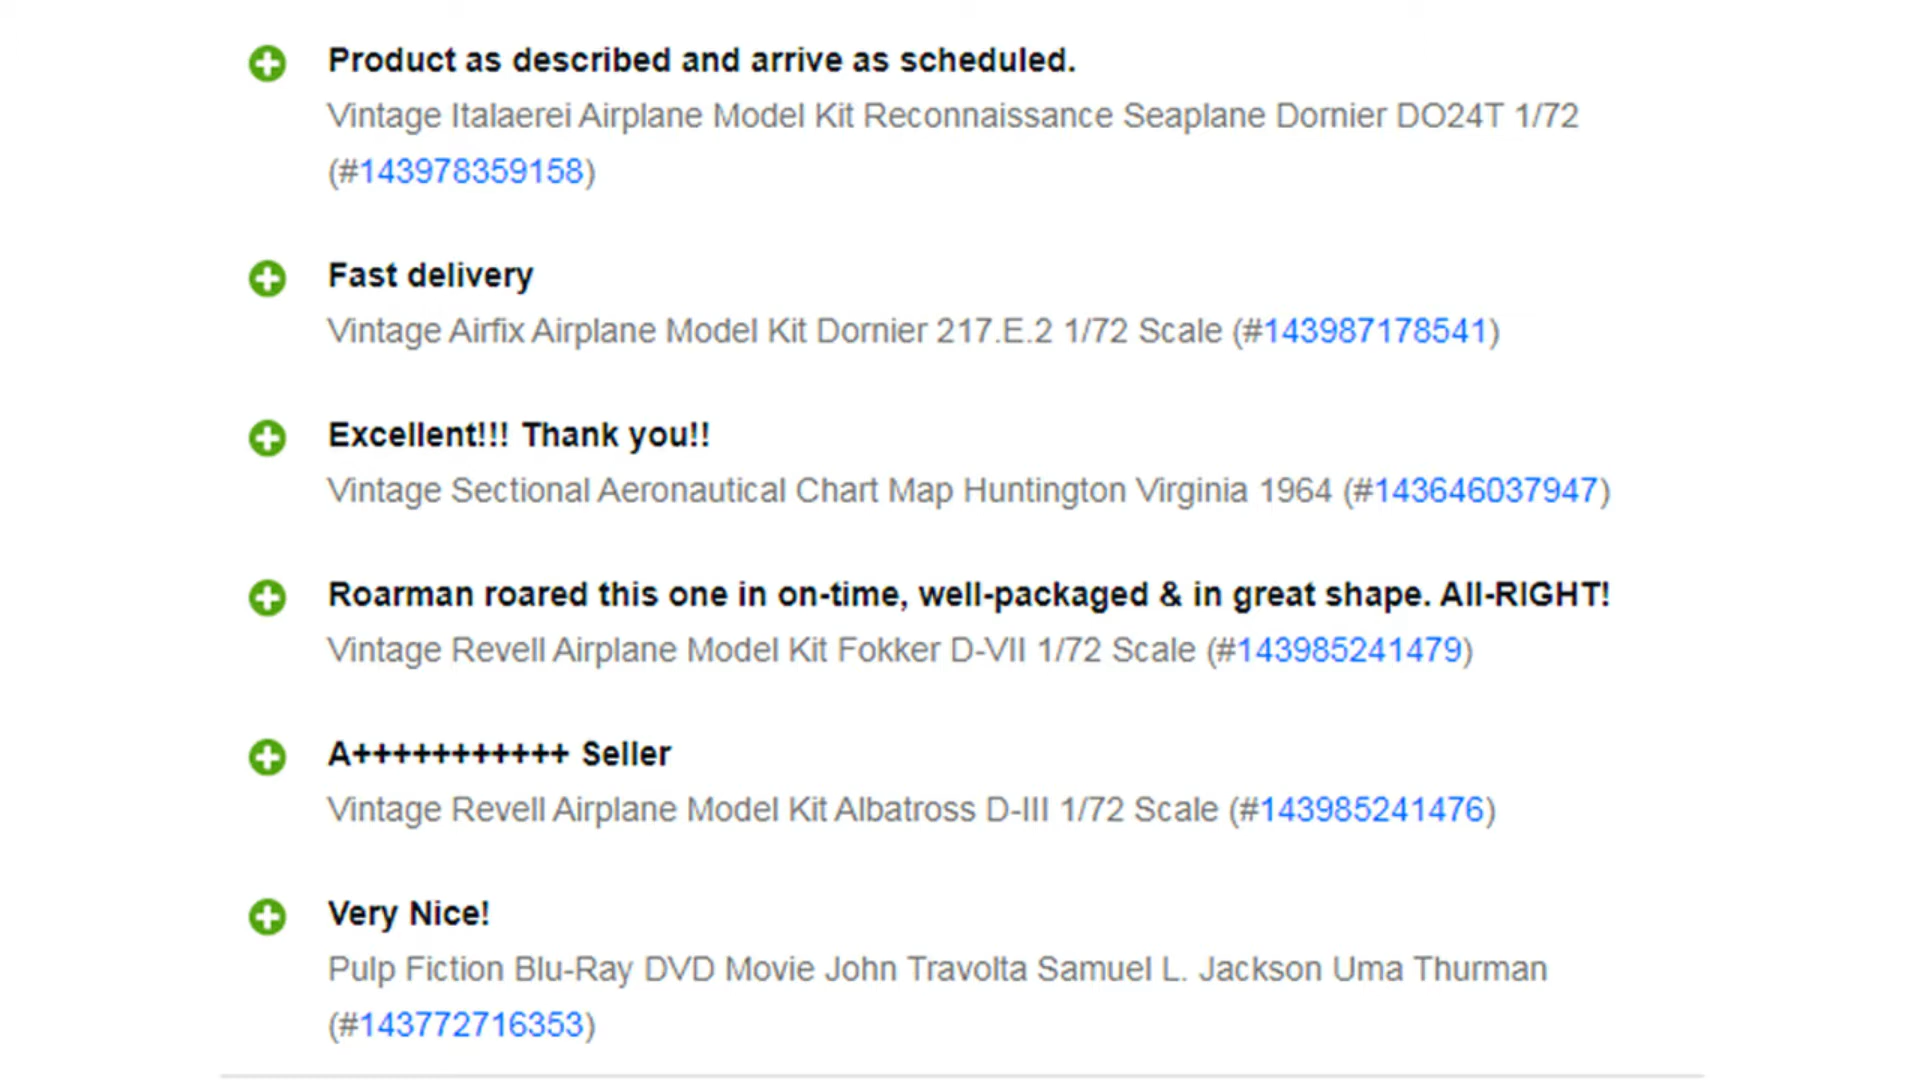 Product as described and arrive as scheduled.
Vintage Italaerei Airplane Model Kit Reconnaissance Seaplane Dornier DO24T 1/72
(#143978359158)
Fast delivery
Vintage Airfix Airplane Model Kit Dornier 217.E.2 1/72 Scale (#143987178541)
Excellent!!! Thank you!!
Vintage Sectional Aeronautical Chart Map Huntington Virginia 1964 (#143646037947)
Roarman roared this one in on-time, well-packaged & in great shape. All-RIGHT!
Vintage Revell Airplane Model Kit Fokker D-VII 1/72 Scale (#143985241479)
A+++++++++++ Seller
Vintage Revell Airplane Model Kit Albatross D-III 1/72 Scale (#143985241476)
Very Nice!
Pulp Fiction Blu-Ray DVD Movie John Travolta Samuel L. Jackson Uma Thurman
(#143772716353)